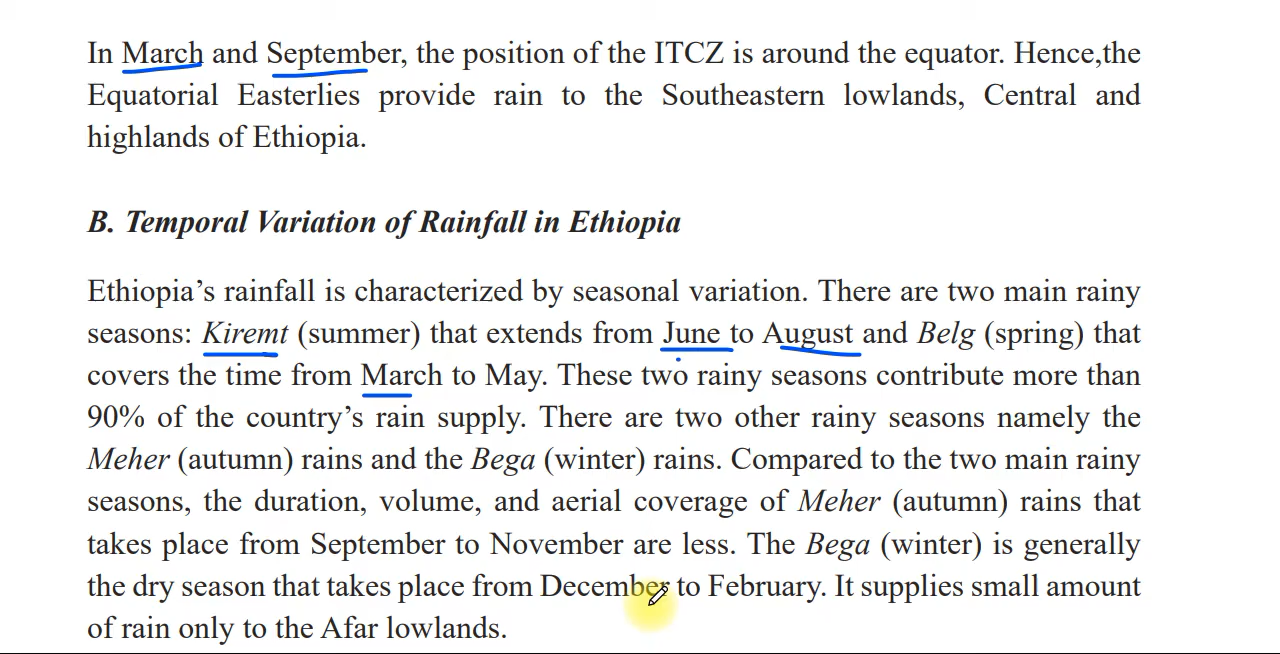 In March and September, the position of the ITCZ is around the equator. Hence,the
Equatorial Easterlies provide rain to the Southeastern lowlands, Central and
highlands of Ethiopia.
B. Temporal Variation of Rainfall in Ethiopia
Ethiopia’s rainfall is characterized by seasonal variation. There are two main rainy
seasons: Kiremt (summer) that extends from June to August and Belg (spring) that
covers the time from March to May. These two rainy seasons contribute more than
90% of the country’s rain supply. There are two other rainy seasons namely the
Meher (autumn) rains and the Bega (winter) rains. Compared to the two main rainy
seasons, the duration, volume, and aerial coverage of Meher (autumn) rains that
takes place from September to November are less. The Bega (winter) is generally
the dry season that takes place from December to February. It supplies small amount
of rain only to the Afar lowlands.